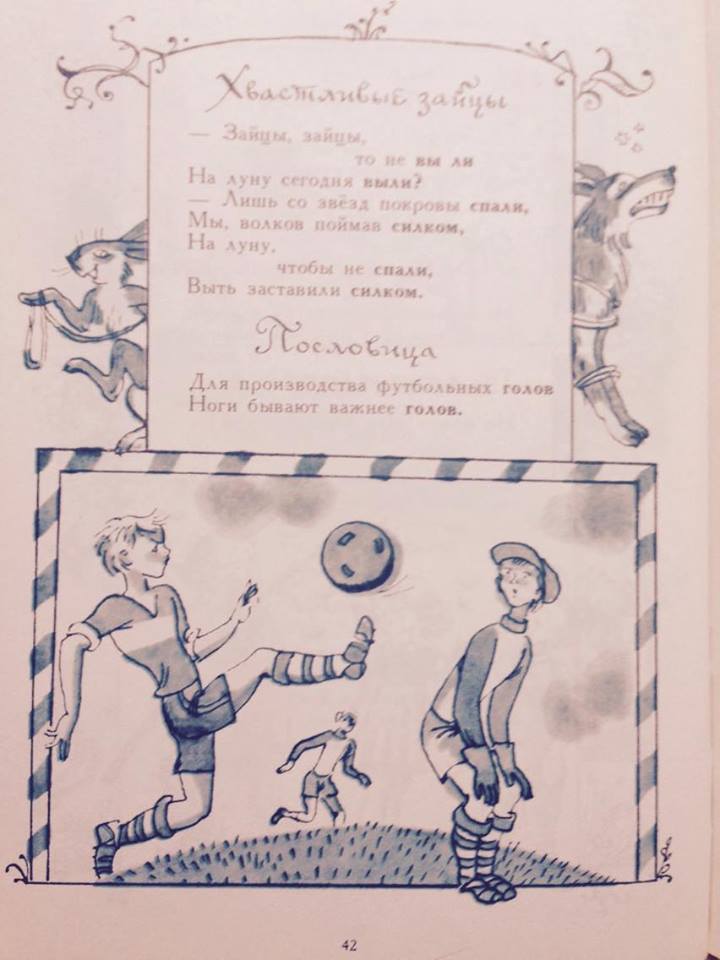 Хвастливые зайцы
— Зайцы, зайцы,
то не вы ли
На луну сегодня выли?
— Лишь со звёзд покровы спали,
Мы, волков поймав силком,
На луну,
чтобы не спали,
Выть заставили силком.
Пословица
Для производства футбольных голов
Ноги бывают важнее голов.
42